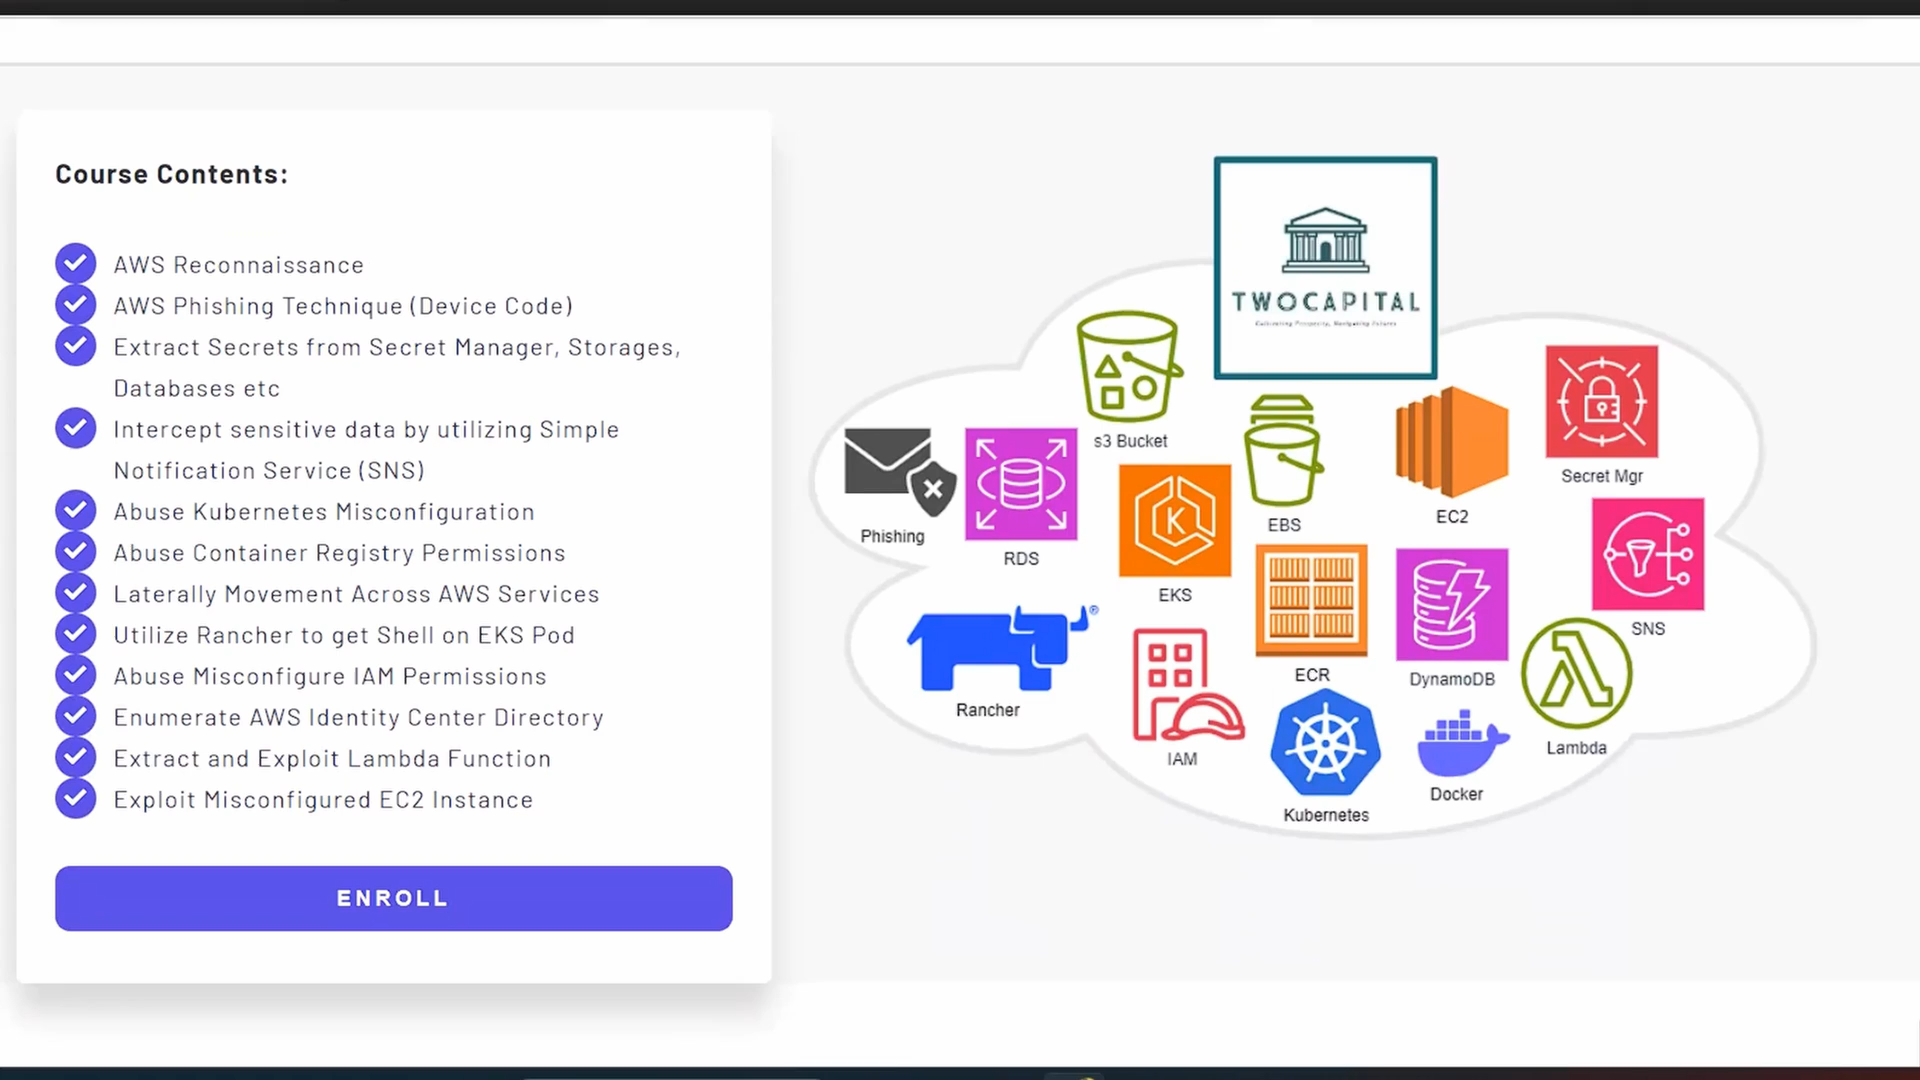 Course Contents:
AWS Reconnaissance
AWS Phishing Technique (Device Code)
Extract Secrets from Secret Manager, Storages,
Databases etc
Intercept sensitive data by utilizing Simple
Notification Service (SNS)
Abuse Kubernetes Misconfiguration
Abuse Container Registry Permissions
Laterally Movement Across AWS Services
Utilize Rancher to get Shell on EKS Pod
Abuse Misconfigure IAM Permissions
Enumerate AWS Identity Center Directory
Extract and Exploit Lambda Function
Exploit Misconfigured EC2 Instance
ENROLL
TWOCAPITAL
Cultivating Prosperity, Navigating Futures
s3 Bucket
Phishing
RDS
EKS
EBS
EC2
Secret Mgr
SNS
Rancher
®
IAM
ECR
DynamoDB
Lambda
Kubernetes
Docker
K